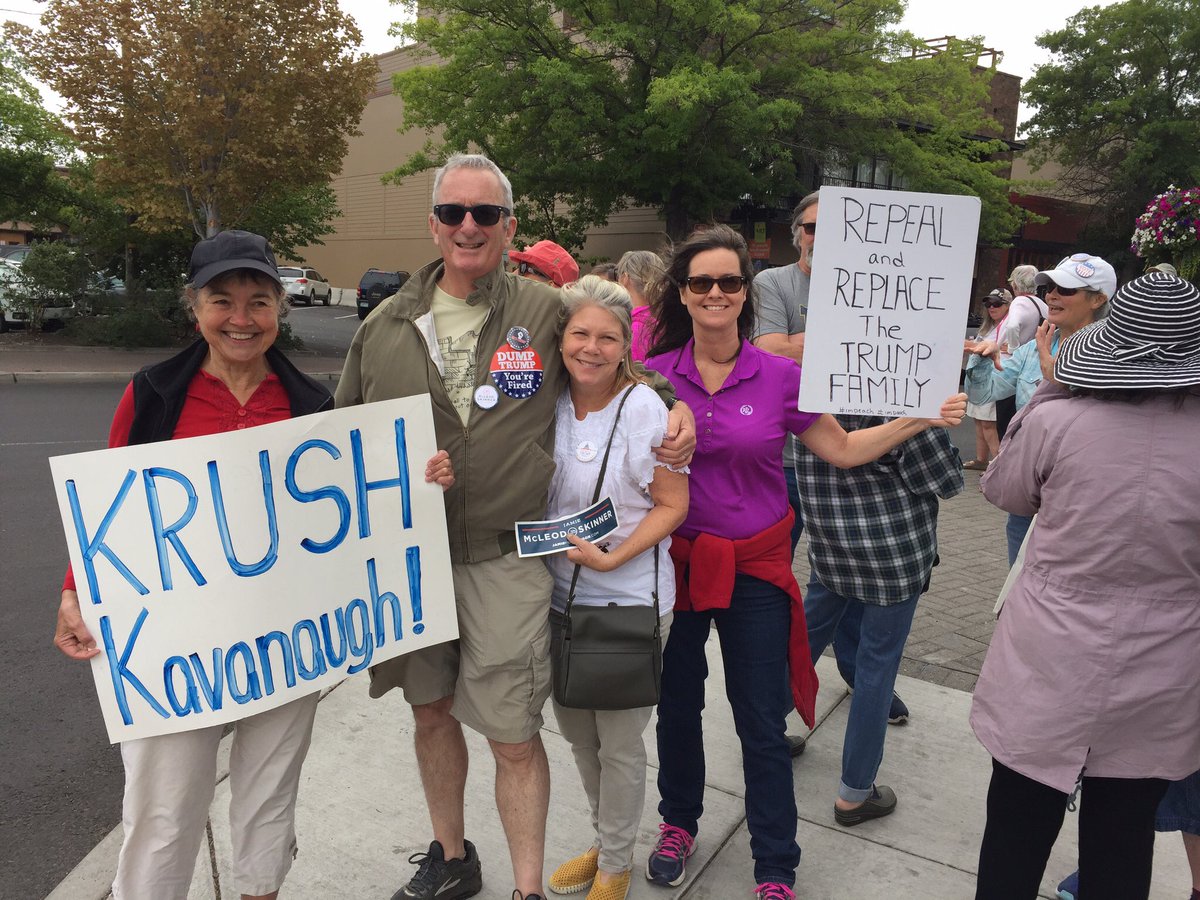 KRUSH
Kavanaugh!
DUMP TRUMP
You're
Fired
JAMIE
McLEOD SKINNER
REPEAL
and
REPLACE
The
TRUMP
FAMILY
#impeach #impeach